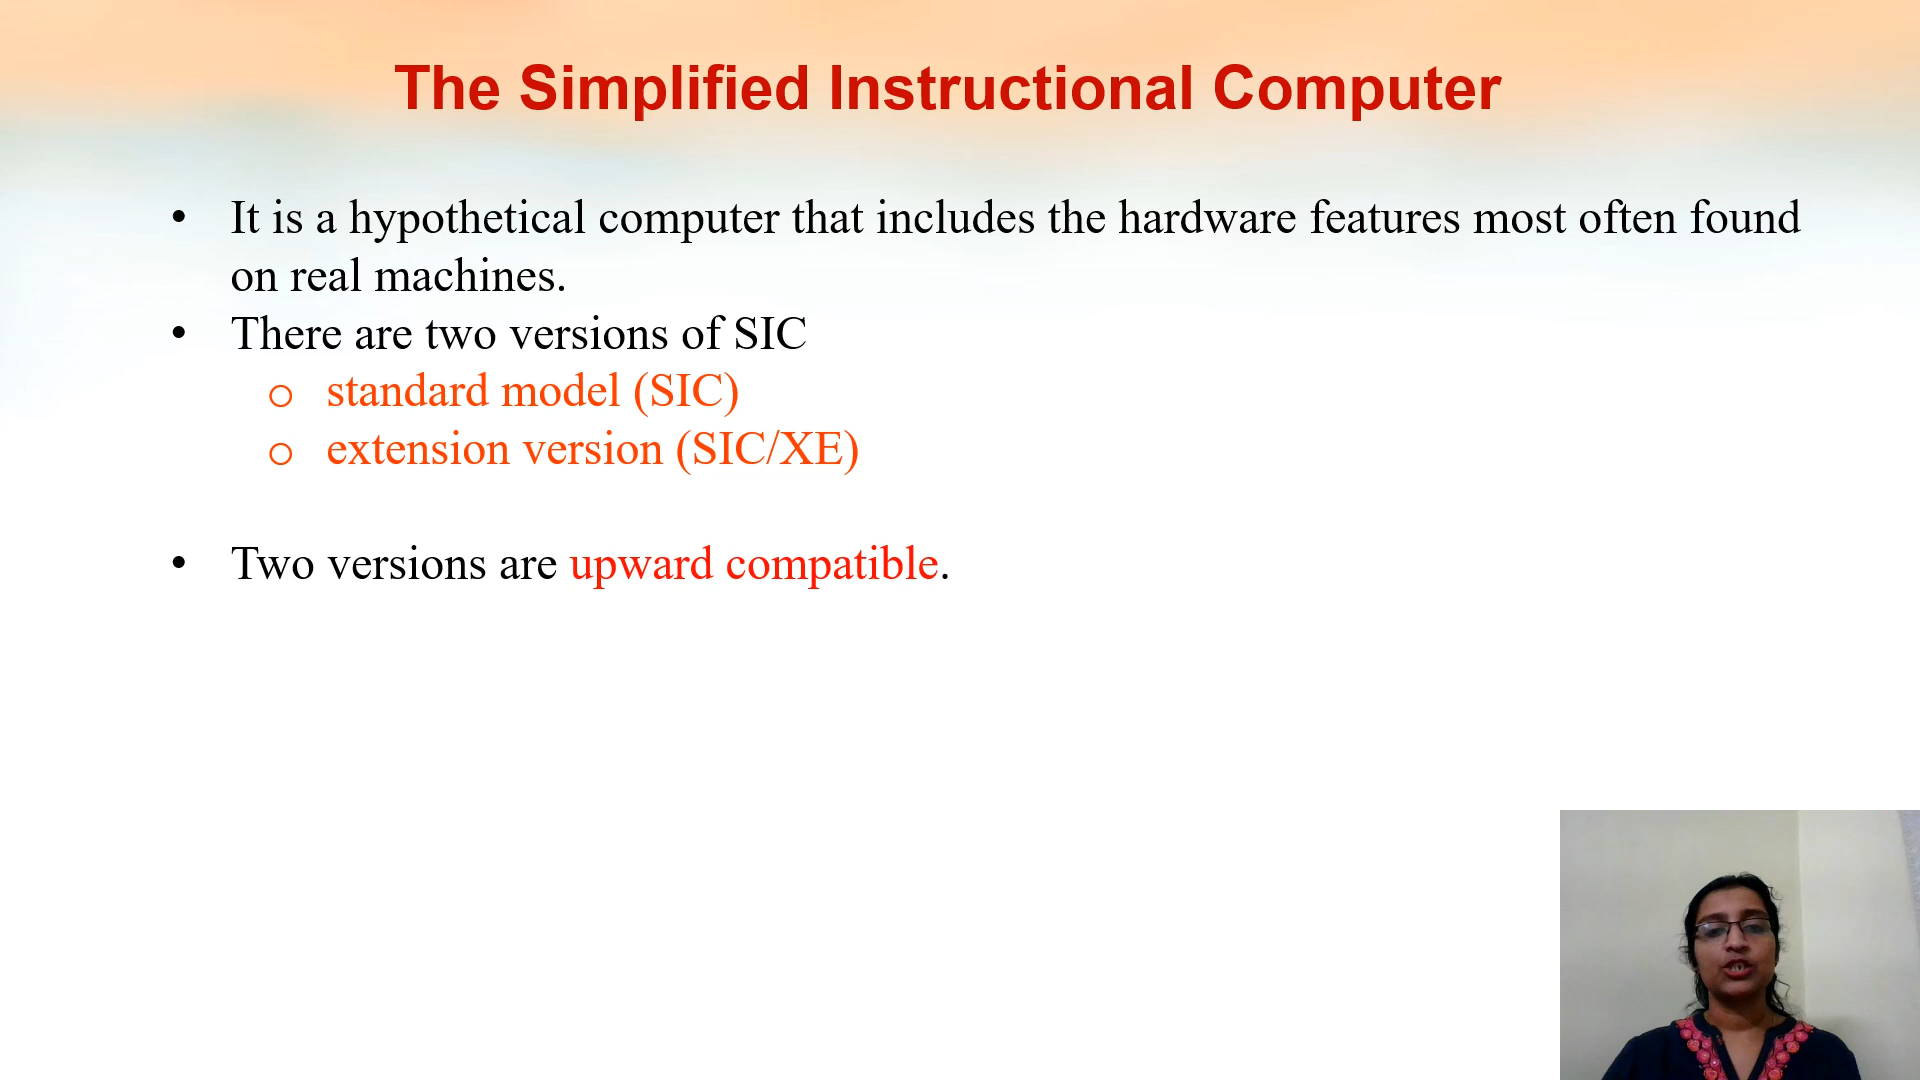 The Simplified Instructional Computer
• It is a hypothetical computer that includes the hardware features most often found
on real machines.
• There are two versions of SIC
o standard model (SIC)
o extension version (SIC/XE)
• Two versions are upward compatible.